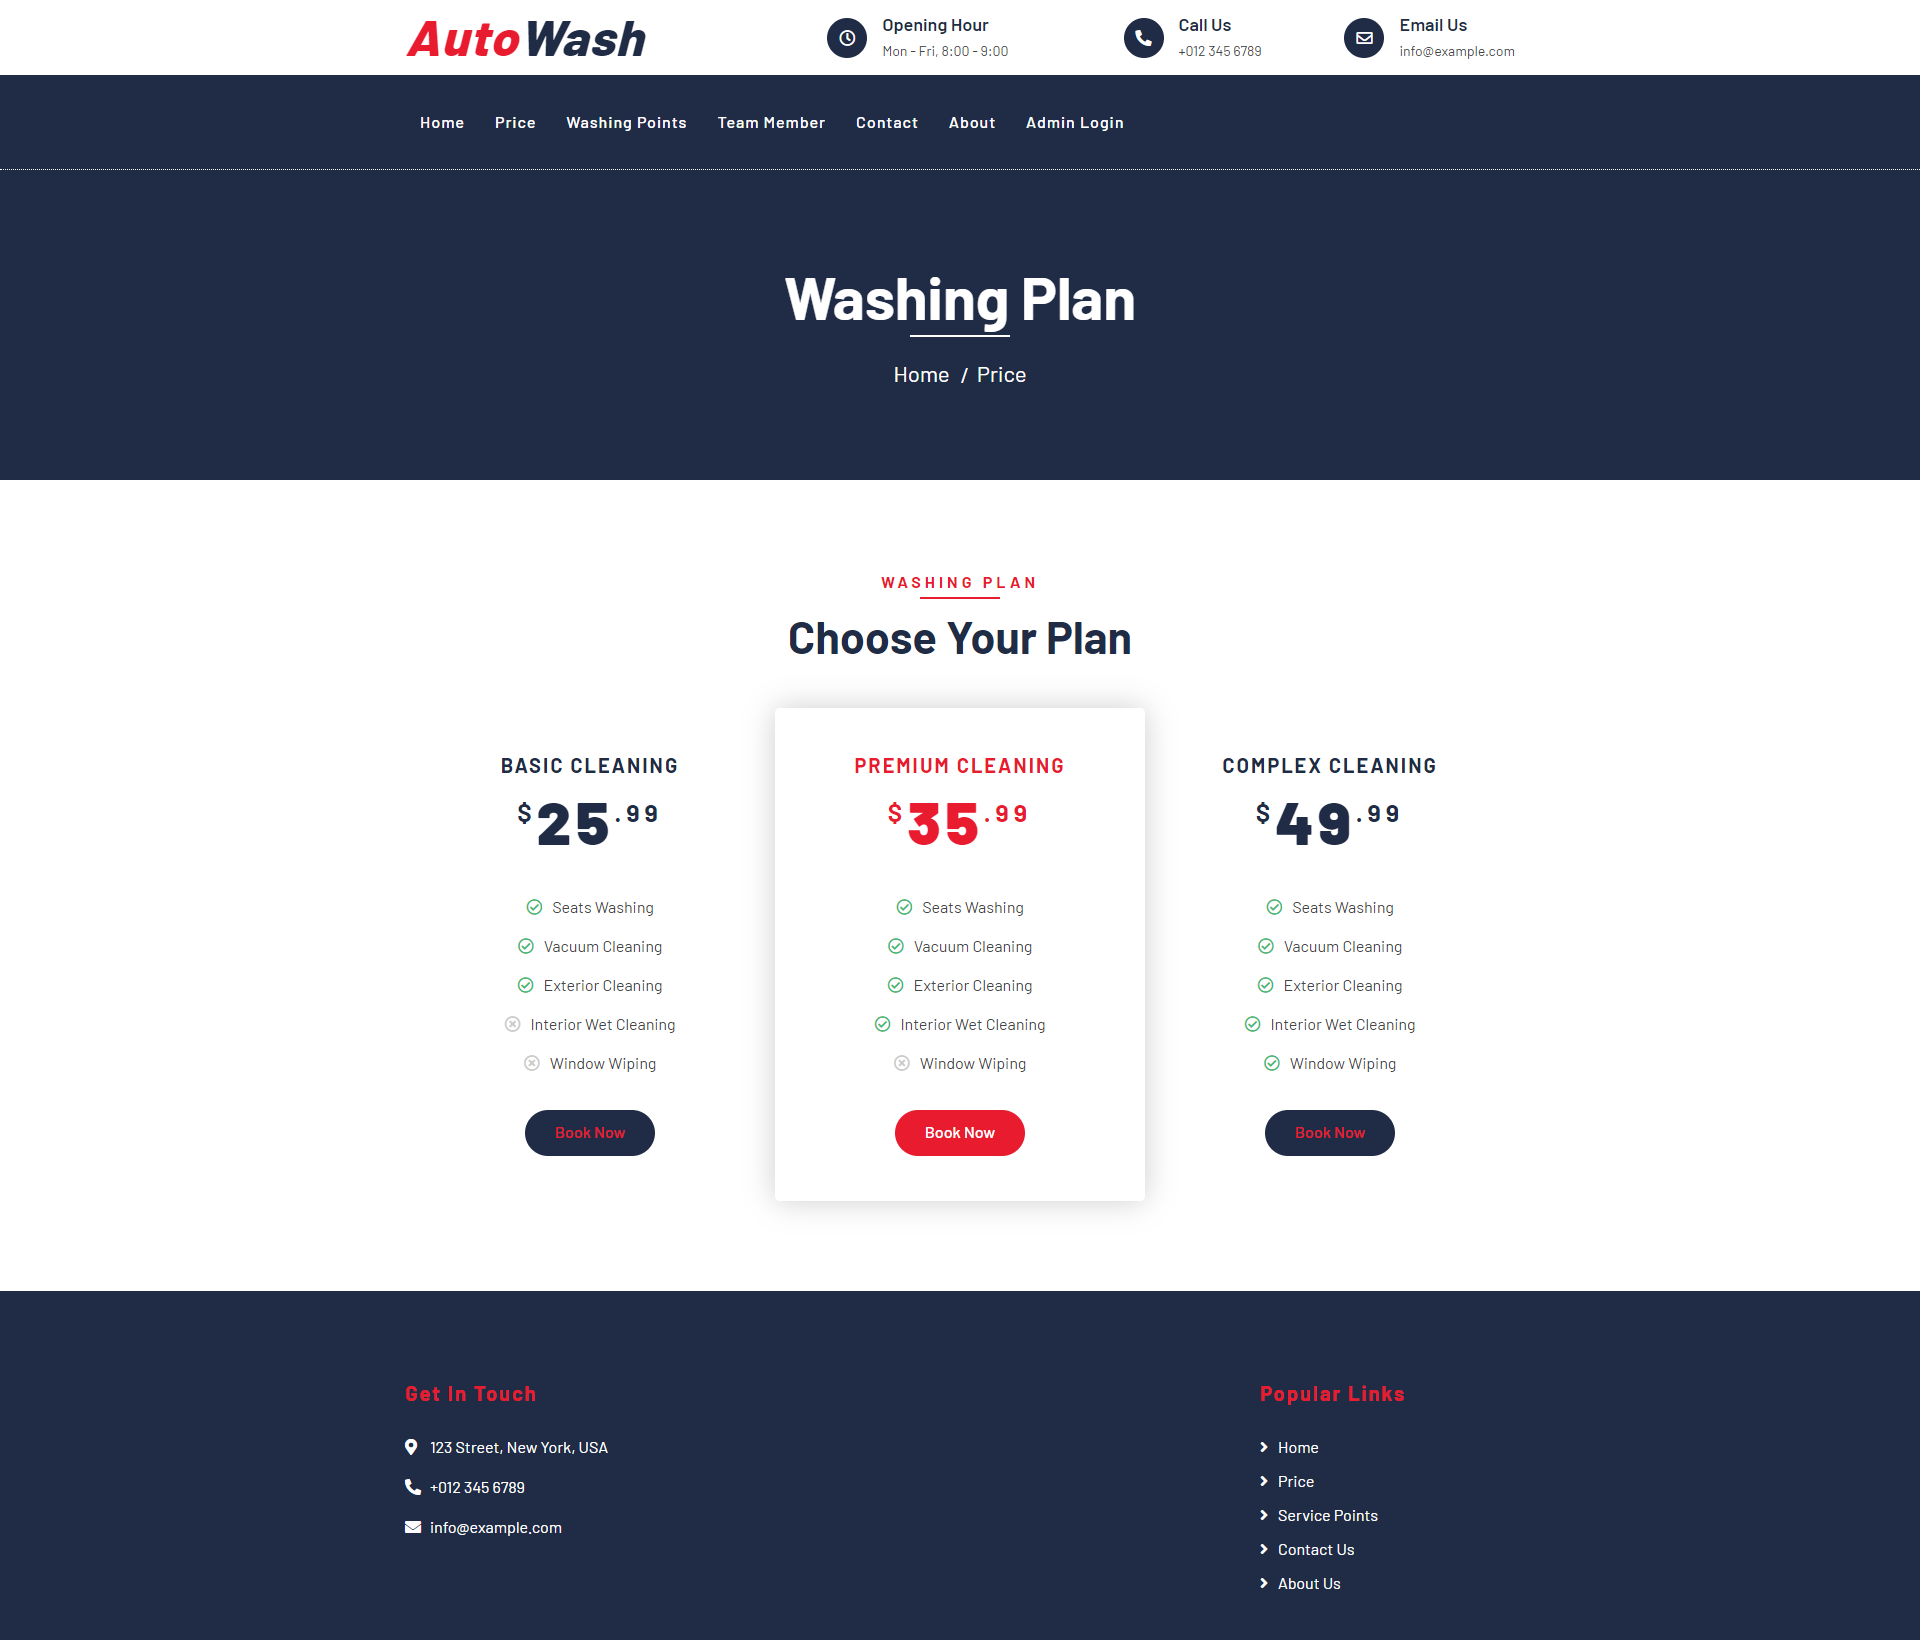 AutoWash
Opening Hour
Mon - Fri, 8:00 - 9:00
Call Us
+012 345 6789
Email Us
info@example.com
Home Price Washing Points Team Member Contact About Admin Login
Washing Plan
Home / Price
WASHING PLAN
Choose Your Plan
BASIC CLEANING
$25.99
Seats Washing
Vacuum Cleaning
Exterior Cleaning
Interior Wet Cleaning
Window Wiping
Book Now
PREMIUM CLEANING
$35.99
Seats Washing
Vacuum Cleaning
Exterior Cleaning
Interior Wet Cleaning
Window Wiping
Book Now
COMPLEX CLEANING
$49.99
Seats Washing
Vacuum Cleaning
Exterior Cleaning
Interior Wet Cleaning
Window Wiping
Book Now
Get In Touch
123 Street, New York, USA
+012 345 6789
info@example.com
Popular Links
Home
Price
Service Points
Contact Us
About Us